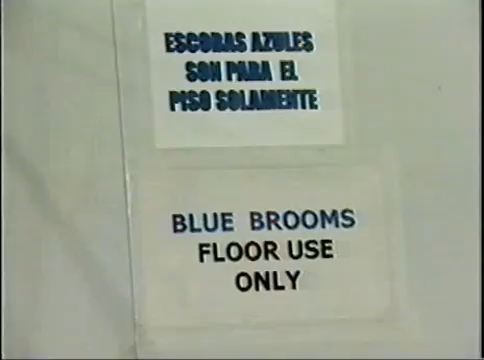 ESCOBAS AZULES
SON PARA EL
PISO SOLAMENTE
BLUE BROOMS
FLOOR USE
ONLY